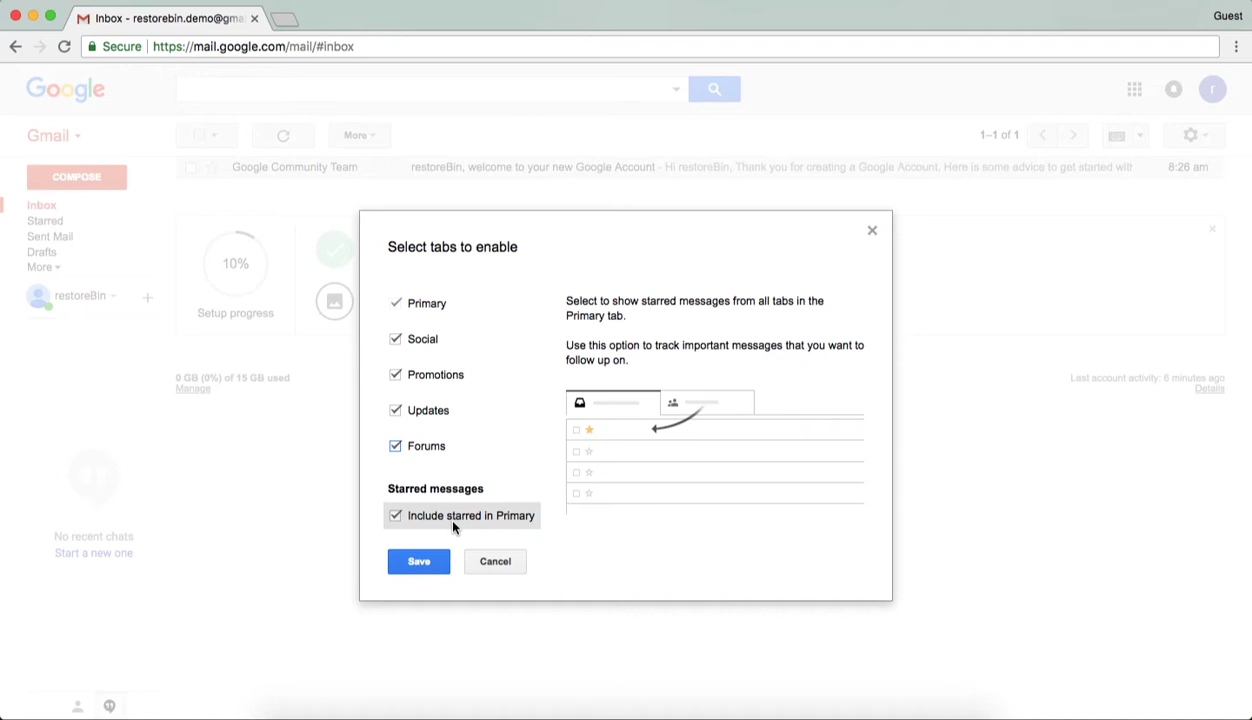 Inbox - restorebin.demo@gma
Guest
Secure https://mail.google.com/mail/#inbox
Google
r
Gmail
More
1–1 of 1
COMPOSE
Google Community Team restoreBin, welcome to your new Google Account - Hi restoreBin, Thank you for creating a Google Account. Here is some advice to get started witl 8:26 am
Inbox
Starred
Sent Mail
Drafts
More
restoreBin
10%
Setup progress
0 GB (0%) of 15 GB used
Manage
Last account activity: 6 minutes ago
Details
No recent chats
Start a new one
Select tabs to enable
Primary
Social
Promotions
Updates
Forums
Starred messages
Include starred in Primary
Save Cancel
Select to show starred messages from all tabs in the
Primary tab.
Use this option to track important messages that you want to
follow up on.